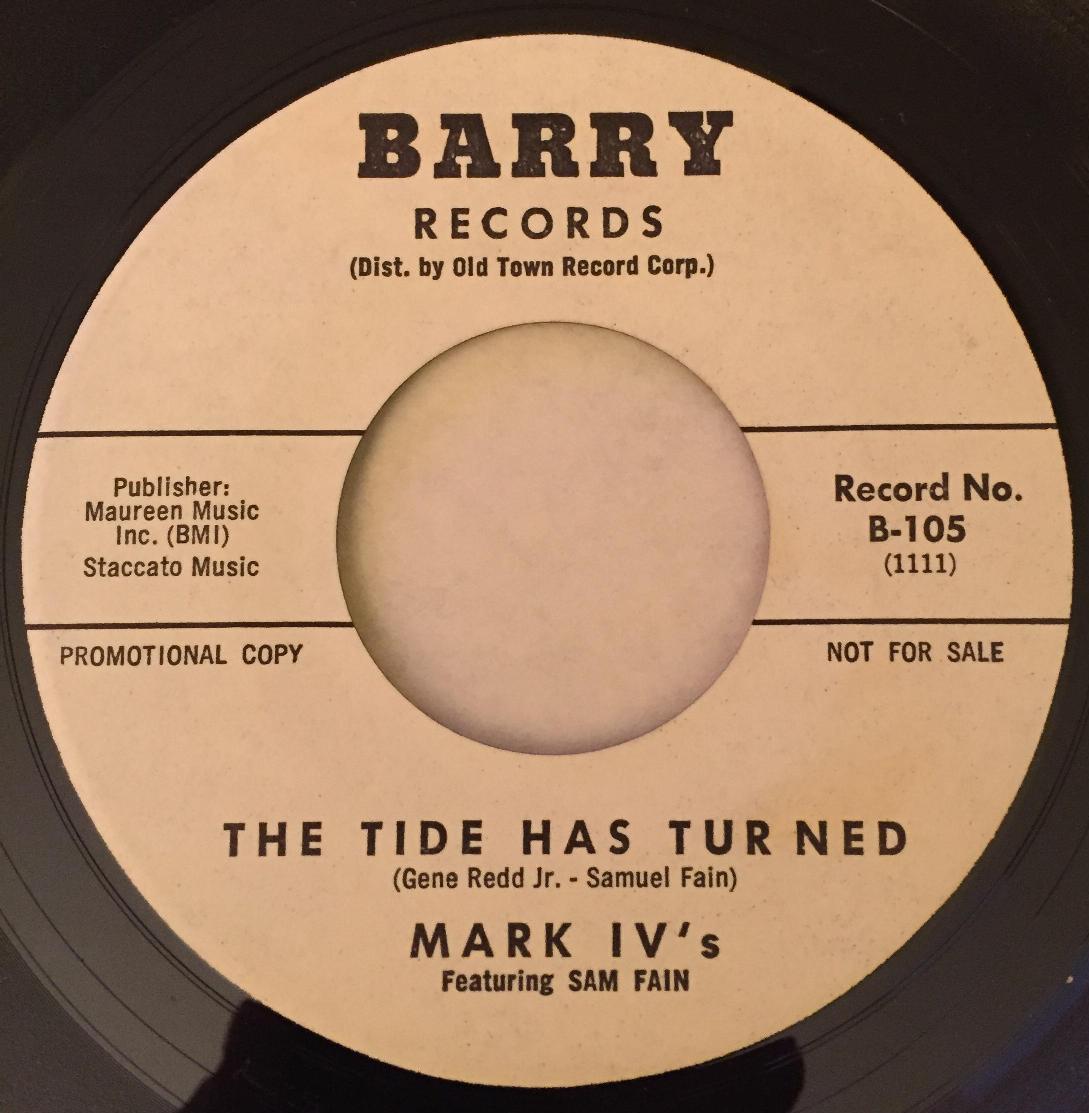 BARRY
RECORDS
(Dist. by Old Town Record Corp.)
Publisher:
Maureen Music
Inc. (BMI)
Staccato Music
Record No.
B-105
(1111)
PROMOTIONAL COPY
NOT FOR SALE
THE TIDE HAS TURNED
(Gene Redd Jr. - Samuel Fain)
MARK IV's
Featuring SAM FAIN